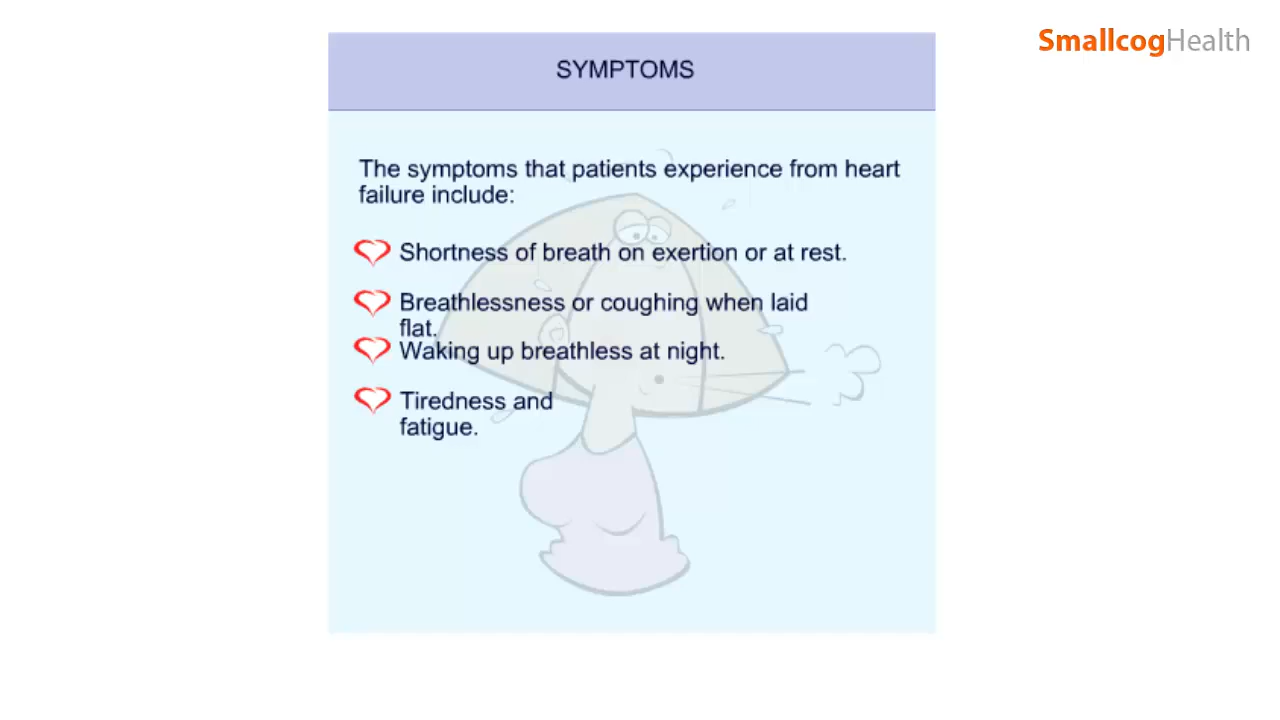 SmallcogHealth
SYMPTOMS
The symptoms that patients experience from heart
failure include:
Shortness of breath on exertion or at rest.
Breathlessness or coughing when laid
flat.
Waking up breathless at night.
Tiredness and
fatigue.